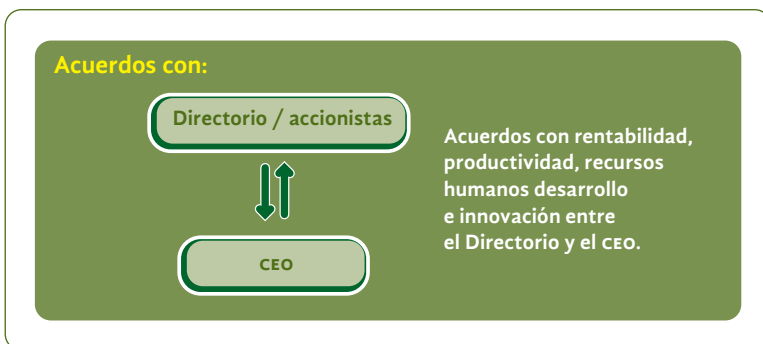 Acuerdos con:
Directorio / accionistas
Acuerdos con rentabilidad,
productividad, recursos
humanos desarrollo
e innovación entre
el Directorio y el CEO.
CEO